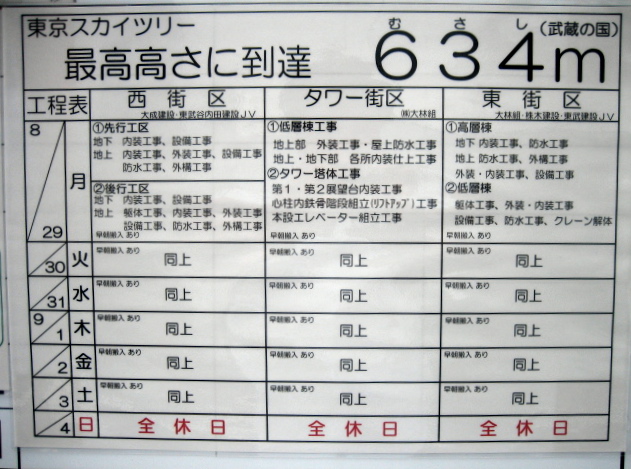 東京スカイツリー
む さ し
最高高さに到達 634m (武蔵の国)
工程表 西街区 タワー街区 東街区
大成建設・東武谷内田建設JV ㈱大林組 大林組・株木建設・東武建設JV
8/29 月
①先行工区
地下 内装工事、設備工事
地上 内装工事、外装工事、設備工事
防水工事、外構工事
②後行工区
地下 内装工事、設備工事
地上 躯体工事、内装工事、外装工事
設備工事、防水工事、外構工事
早朝搬入 あり
①低層棟工事
地上部 外装工事・屋上防水工事
地上・地下部 各所内装仕上工事
②タワー塔体工事
第1・第2展望台内装工事
心柱内鉄骨階段組立(リフトアップ)工事
本設エレベーター組立工事
早朝搬入 あり
①高層棟
地下 内装工事、防水工事
地上 防水工事、外構工事
外装・内装工事、設備工事
②低層棟
躯体工事、外装・内装工事
設備工事、防水工事、クレーン解体
早朝搬入 あり
30 火 早朝搬入 あり 同上 早朝搬入 あり 同上 早朝搬入 あり 同上
31 水 早朝搬入 あり 同上 早朝搬入 あり 同上 早朝搬入 あり 同上
9/1 木 早朝搬入 あり 同上 早朝搬入 あり 同上 早朝搬入 あり 同上
2 金 早朝搬入 あり 同上 早朝搬入 あり 同上 早朝搬入 あり 同上
3 土 早朝搬入 あり 同上 早朝搬入 あり 同上 早朝搬入 あり 同上
4 日 全休日 全休日 全休日